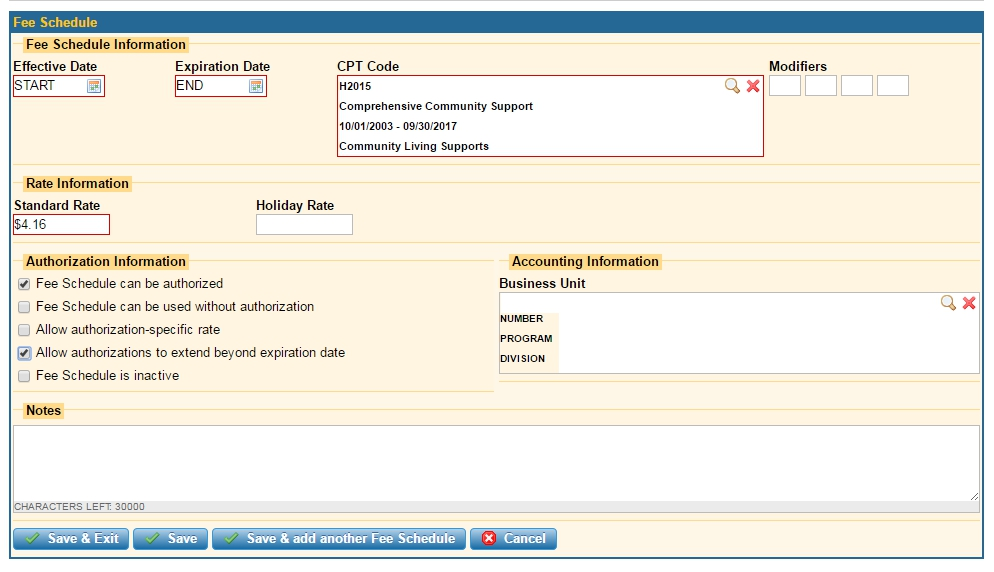 Fee Schedule
Fee Schedule Information
Effective Date Expiration Date CPT Code Modifiers
START END H2015
Comprehensive Community Support
10/01/2003 - 09/30/2017
Community Living Supports
Rate Information
Standard Rate Holiday Rate
$4.16
Authorization Information
Fee Schedule can be authorized
Fee Schedule can be used without authorization
Allow authorization-specific rate
Allow authorizations to extend beyond expiration date
Fee Schedule is inactive
Accounting Information
Business Unit
NUMBER
PROGRAM
DIVISION
Notes
CHARACTERS LEFT: 30000
Save & Exit Save Save & add another Fee Schedule Cancel